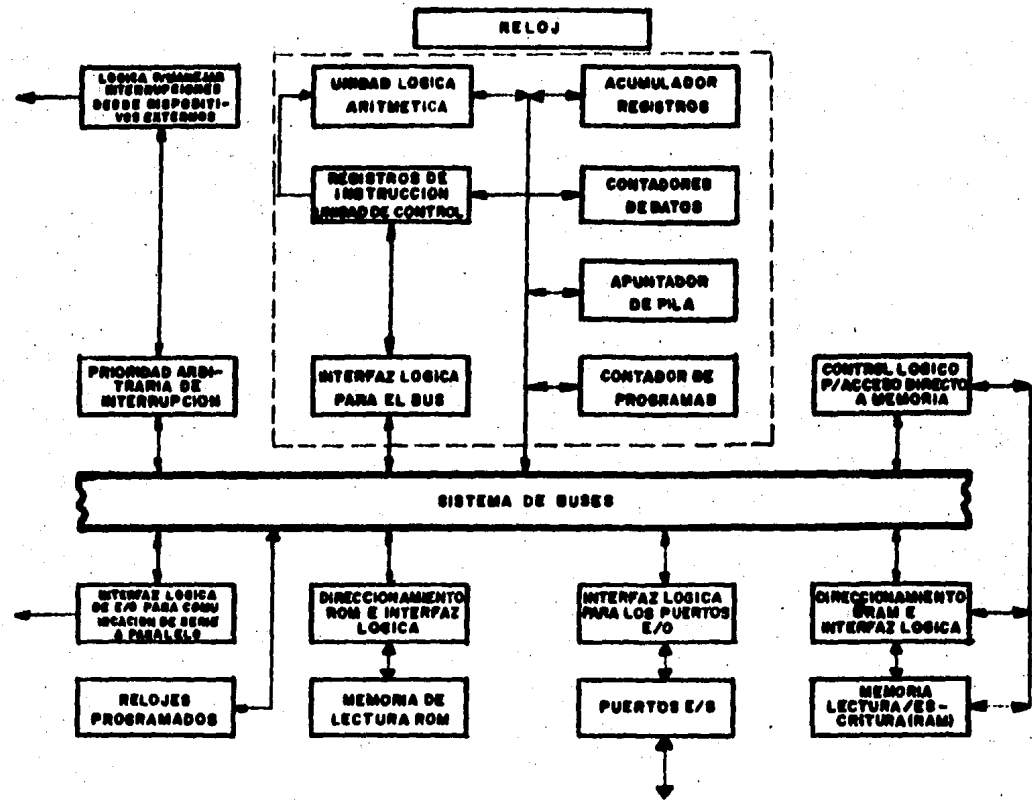 RELOJ
LOGICA P/MANEJAR
INTERRUPCIONES
DESDE DISPOSITI-
VOS EXTERNOS
UNIDAD LOGICA
ARITMETICA
ACUMULADOR
REGISTROS
REGISTROS DE
INSTRUCCION
UNIDAD DE CONTROL
CONTADORES
DE DATOS
APUNTADOR
DE PILA
PRIORIDAD ARBI-
TRARIA DE
INTERRUPCION
INTERFAZ LOGICA
PARA EL BUS
CONTADOR DE
PROGRAMAS
CONTROL LOGICO
P/ACCESO DIRECTO
A MEMORIA
SISTEMA DE BUSES
INTERFAZ LOGICA
DE E/O PARA COMU
NICACION DE SERIE
A PARALELO
DIRECCIONAMIENTO
ROM E INTERFAZ
LOGICA
INTERFAZ LOGICA
PARA LOS PUERTOS
E/O
DIRECCIONAMIENTO
E
INTERFAZ LOGICA
RELOJES
PROGRAMADOS
MEMORIA DE
LECTURA ROM
PUERTOS E/S
MEMORIA
LECTURA/ES-
CRITURA(RAM)